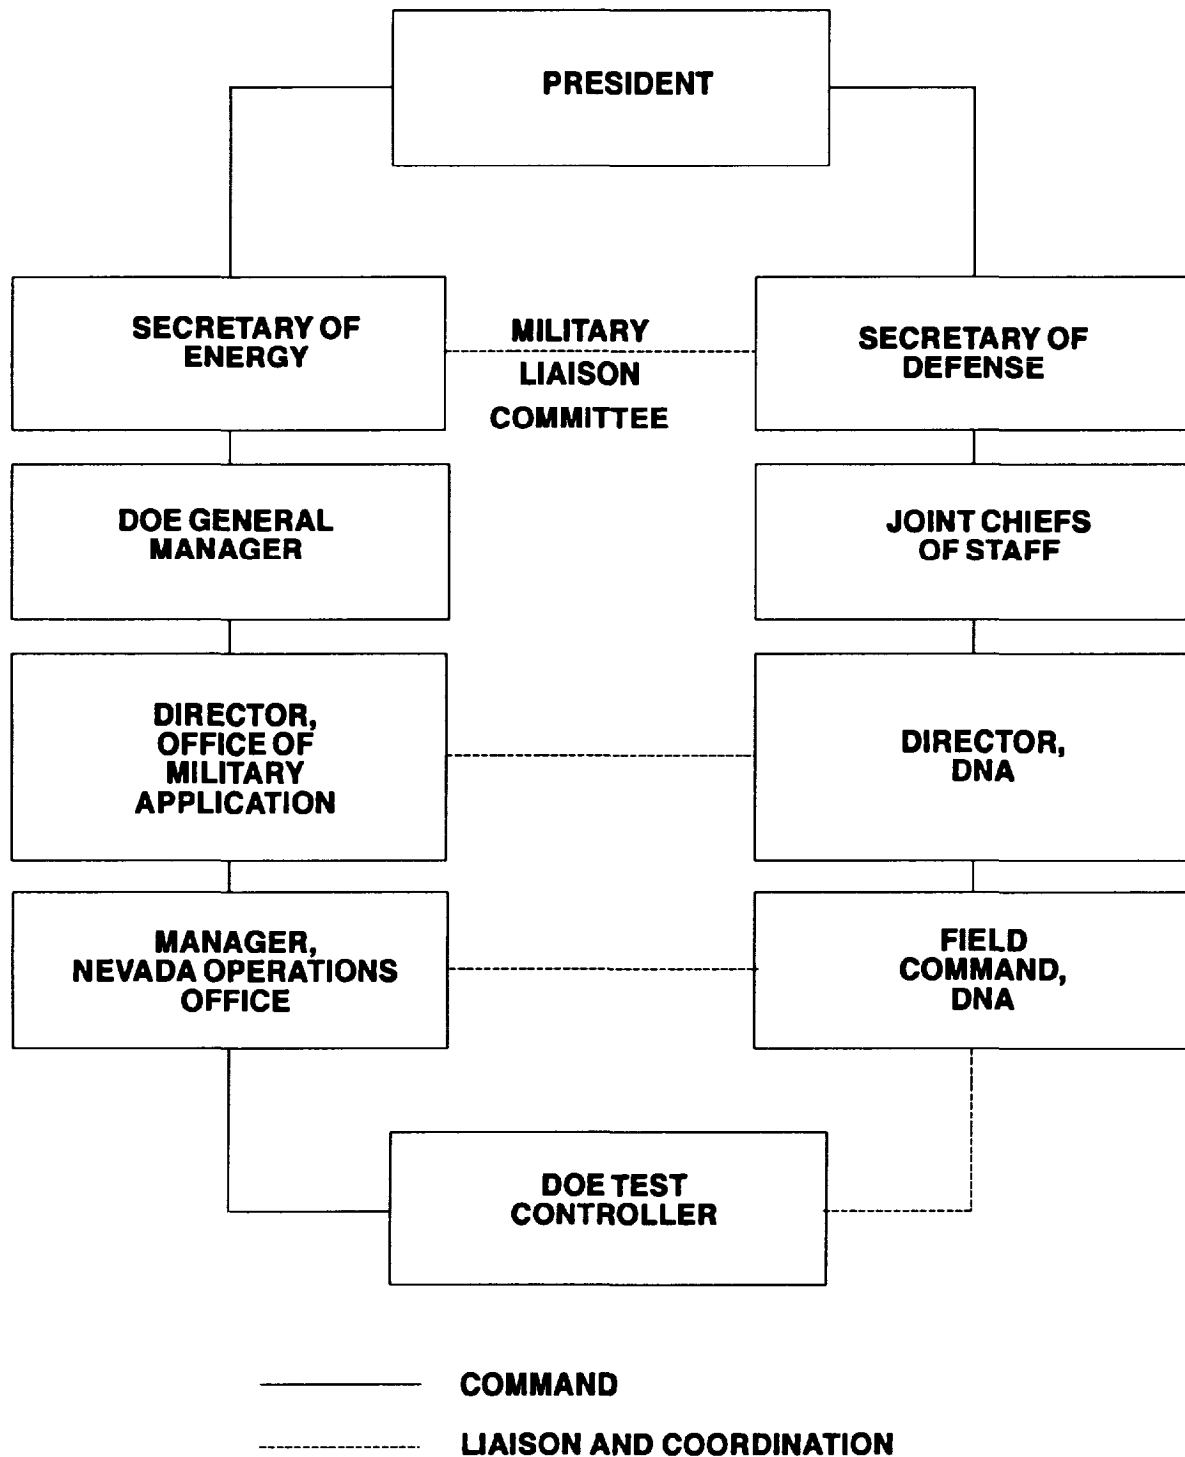 PRESIDENT
SECRETARY OF
ENERGY
MILITARY
LIAISON
COMMITTEE
SECRETARY OF
DEFENSE
DOE GENERAL
MANAGER
JOINT CHIEFS
OF STAFF
DIRECTOR,
OFFICE OF
MILITARY
APPLICATION
DIRECTOR,
DNA
MANAGER,
NEVADA OPERATIONS
OFFICE
FIELD
COMMAND,
DNA
DOE TEST
CONTROLLER
COMMAND
LIAISON AND COORDINATION